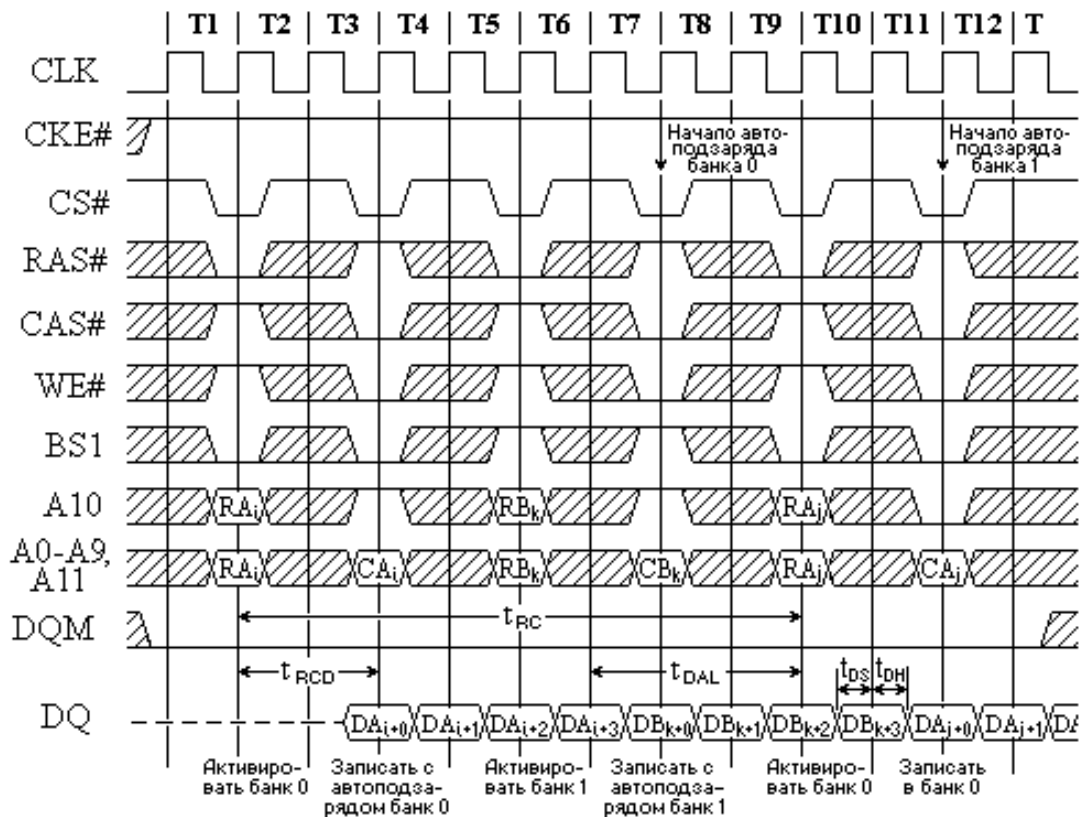 T1 T2 T3 T4 T5 T6 T7 T8 T9 T10 T11 T12 T
CLK
CKE#
Начало авто-
подзаряда
банка 0
Начало авто-
подзаряда
банка 1
CS#
RAS#
CAS#
WE#
BS1
A10
RAi RBk RAj
A0-A9,
A11
RAi CAi RBk CBk RAj CAj
DQM
tRC
tRCD tDAL tDS tDH
DQ
DAi+0 DAi+1 DAi+2 DAi+3 DBk+0 DBk+1 DBk+2 DBk+3 DAj+0 DAj+1 DA
Активиро-
вать банк 0
Записать с
автоподза-
рядом банк 0
Активиро-
вать банк 1
Записать с
автоподза-
рядом банк 1
Активиро-
вать банк 0
Записать
в банк 0